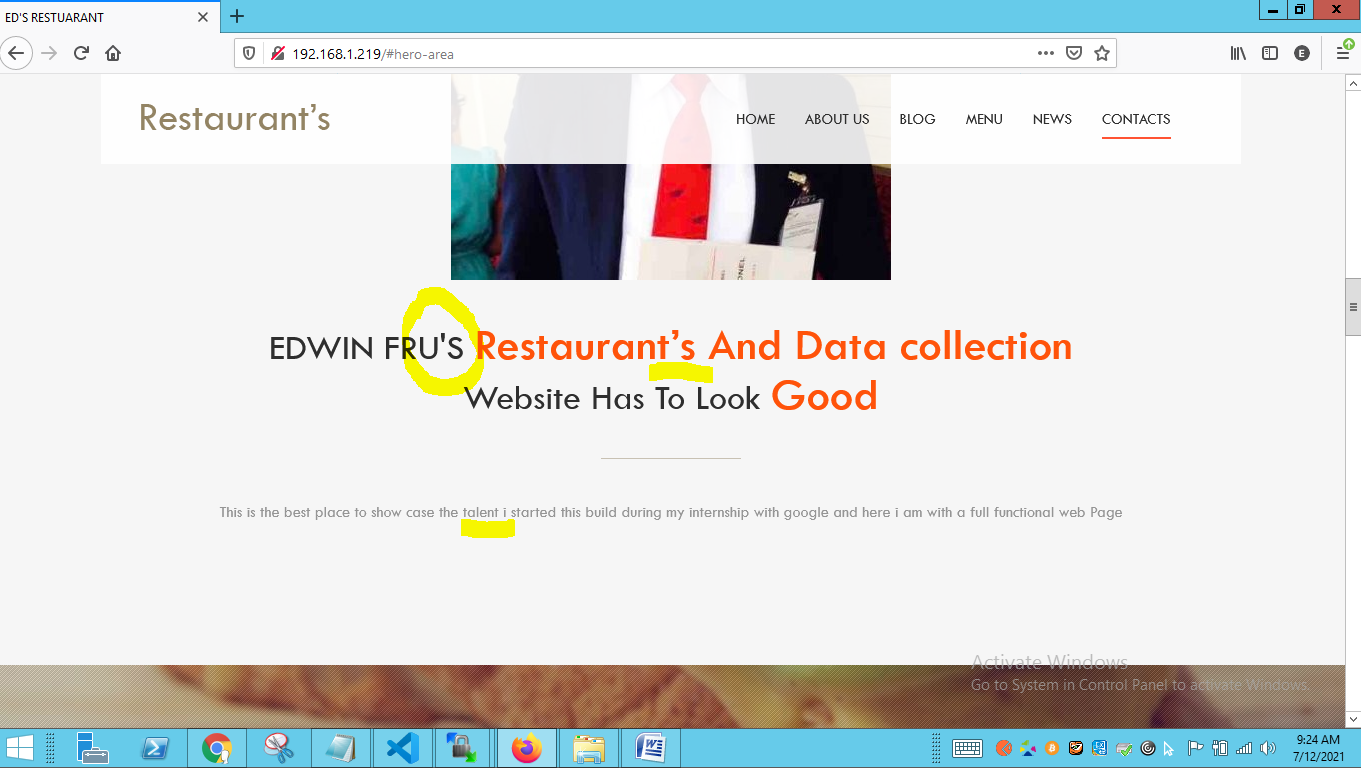 ED'S RESTUARANT
192.168.1.219/#hero-area
E
Restaurant’s
HOME ABOUT US BLOG MENU NEWS CONTACTS
EDWIN FRU'S Restaurant’s And Data collection
Website Has To Look Good
This is the best place to show case the talent i started this build during my internship with google and here i am with a full functional web Page
Activate Windows
Go to System in Control Panel to activate Windows.
9:24 AM
7/12/2021